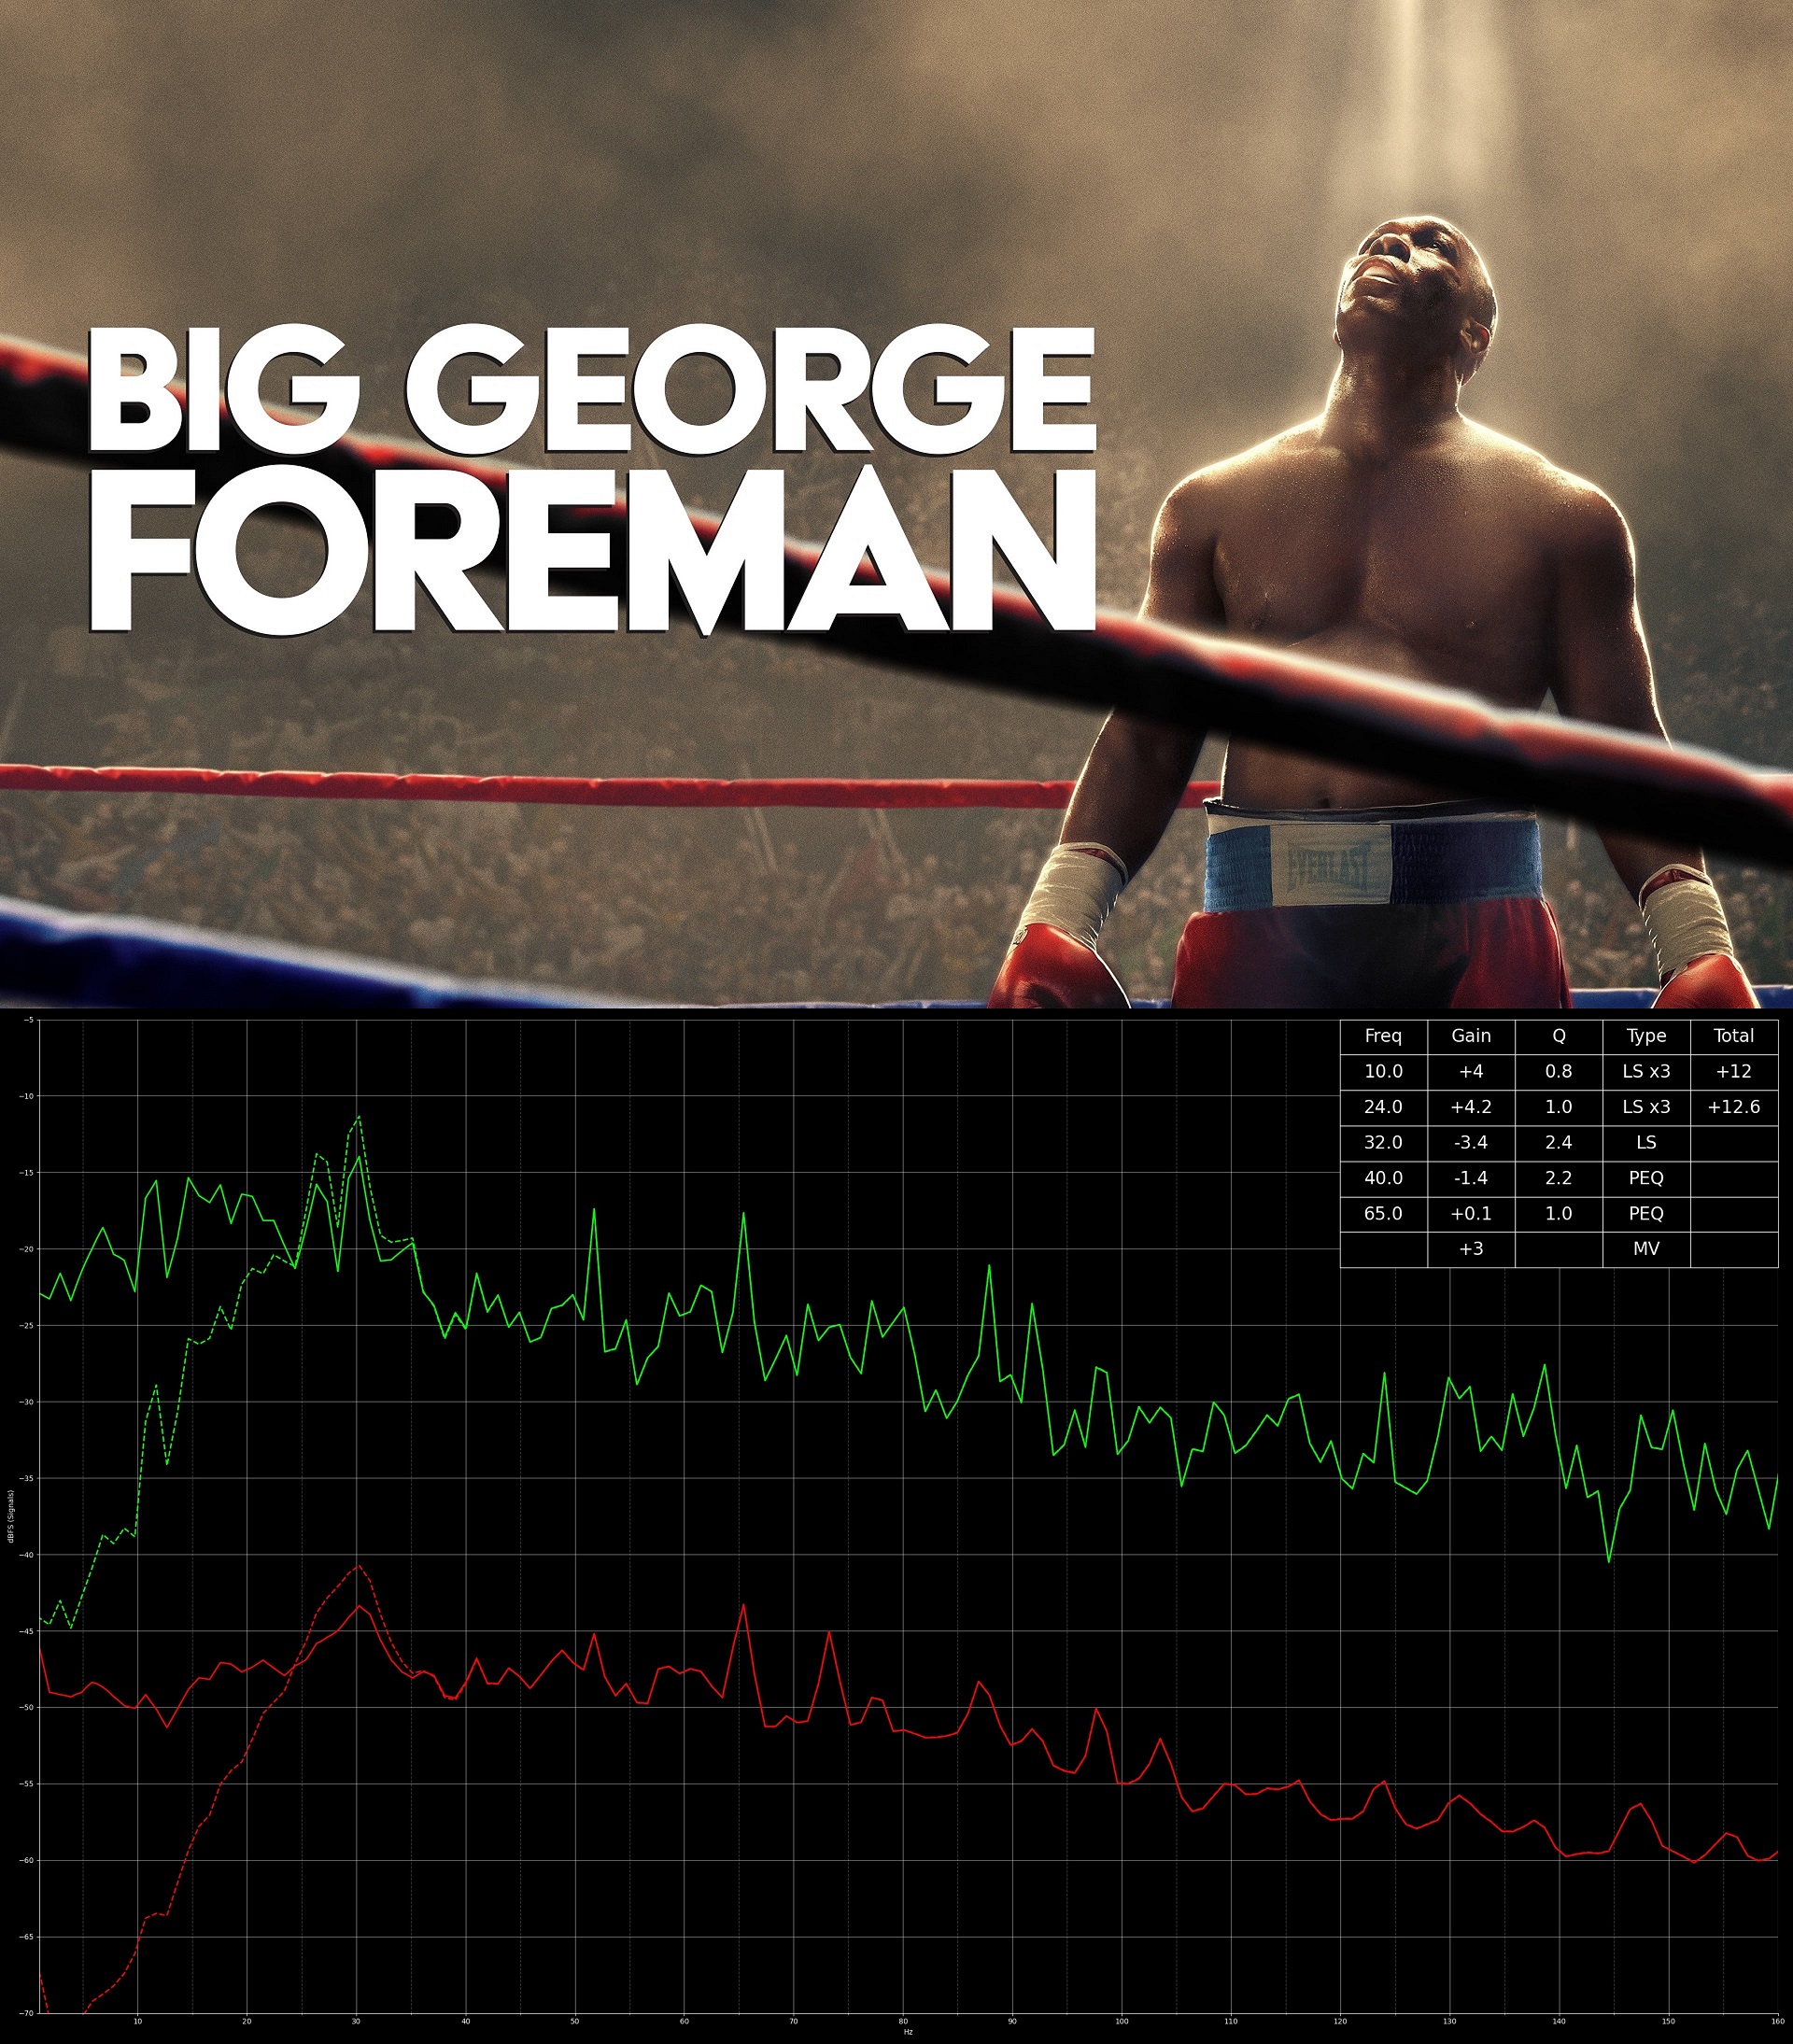 BIG GEORGE
FOREMAN
EVERLAST
Freq Gain Q Type Total
10.0 +4 0.8 LS x3 +12
24.0 +4.2 1.0 LS x3 +12.6
32.0 -3.4 2.4 LS
40.0 -1.4 2.2 PEQ
65.0 +0.1 1.0 PEQ
+3 MV
−5
−10
−15
−20
−25
−30
−35
−40
−45
−50
−55
−60
−65
−70
dBFS (Signals)
10 20 30 40 50 60 70 80 90 100 110 120 130 140 150 160
Hz